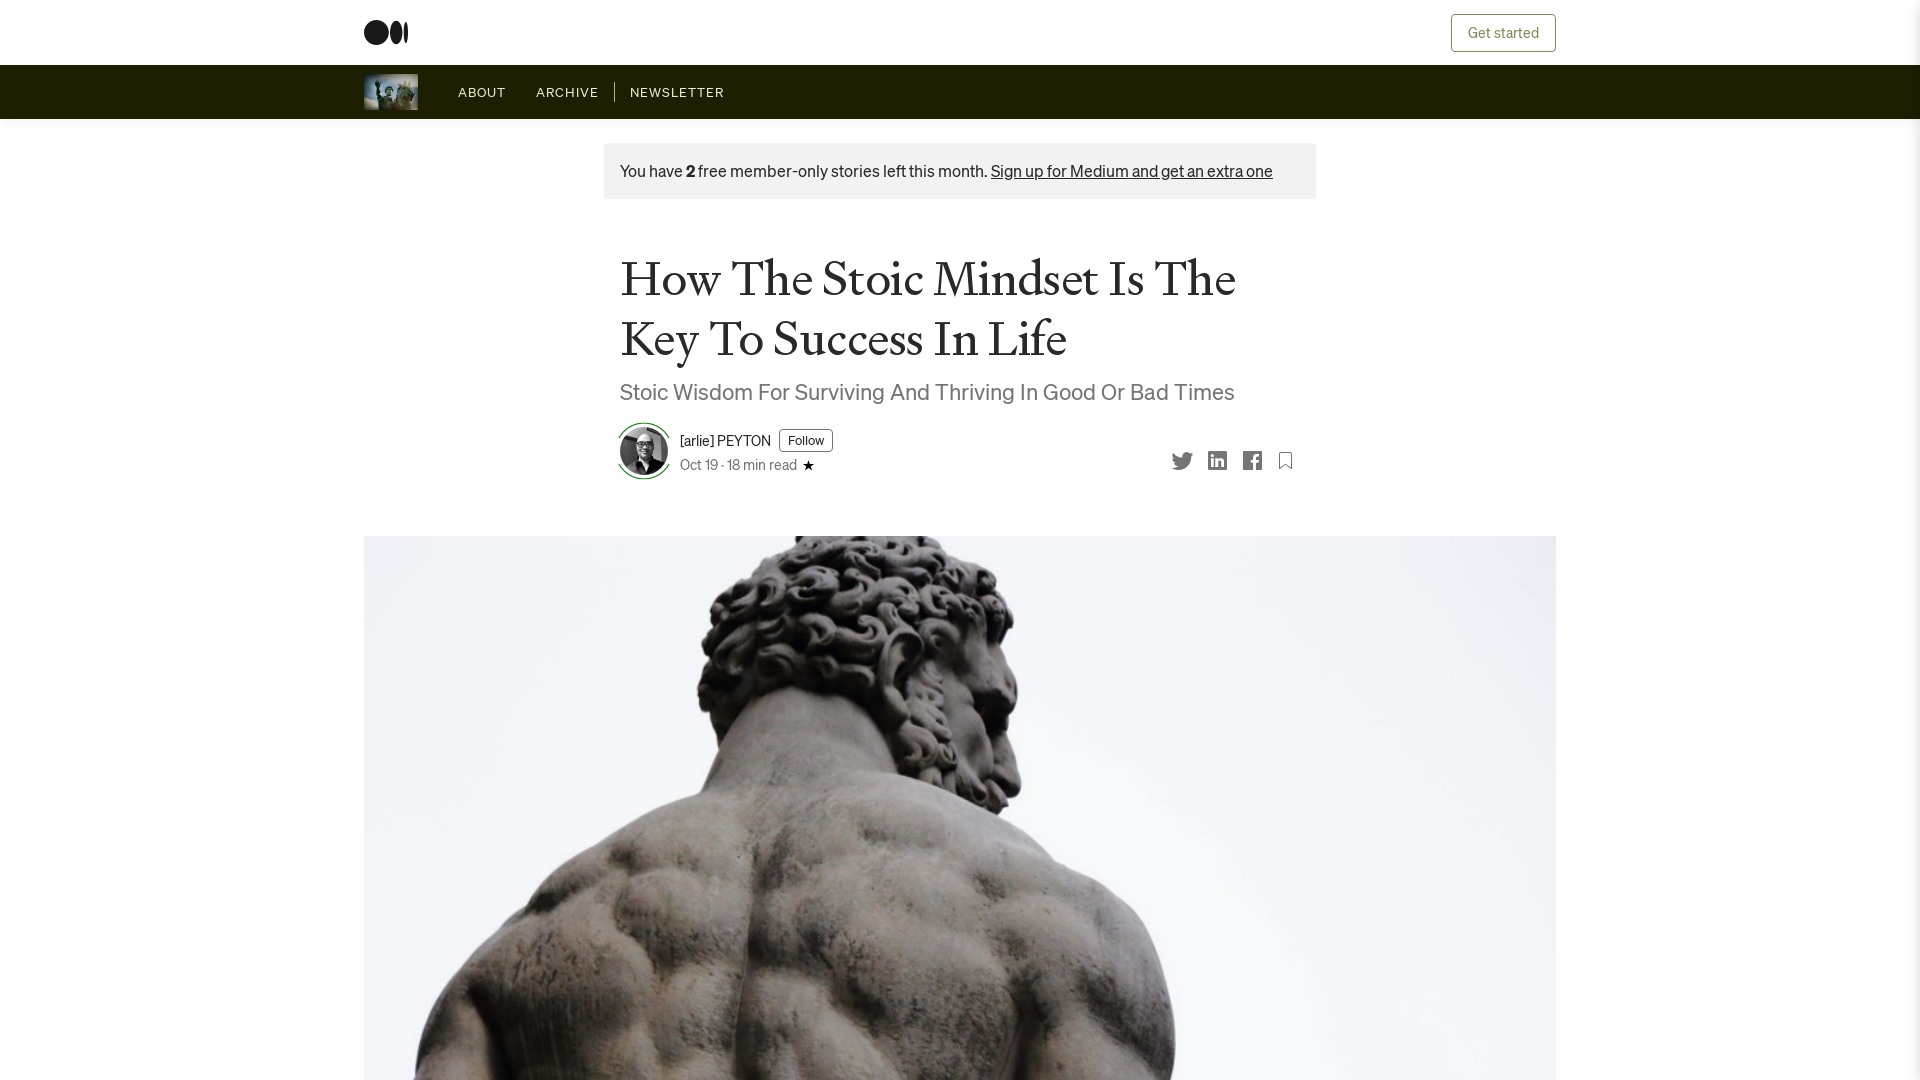 Get started
ABOUT ARCHIVE NEWSLETTER
You have 2 free member-only stories left this month. Sign up for Medium and get an extra one
How The Stoic Mindset Is The
Key To Success In Life
Stoic Wisdom For Surviving And Thriving In Good Or Bad Times
[arlie] PEYTON Follow
Oct 19 · 18 min read ★